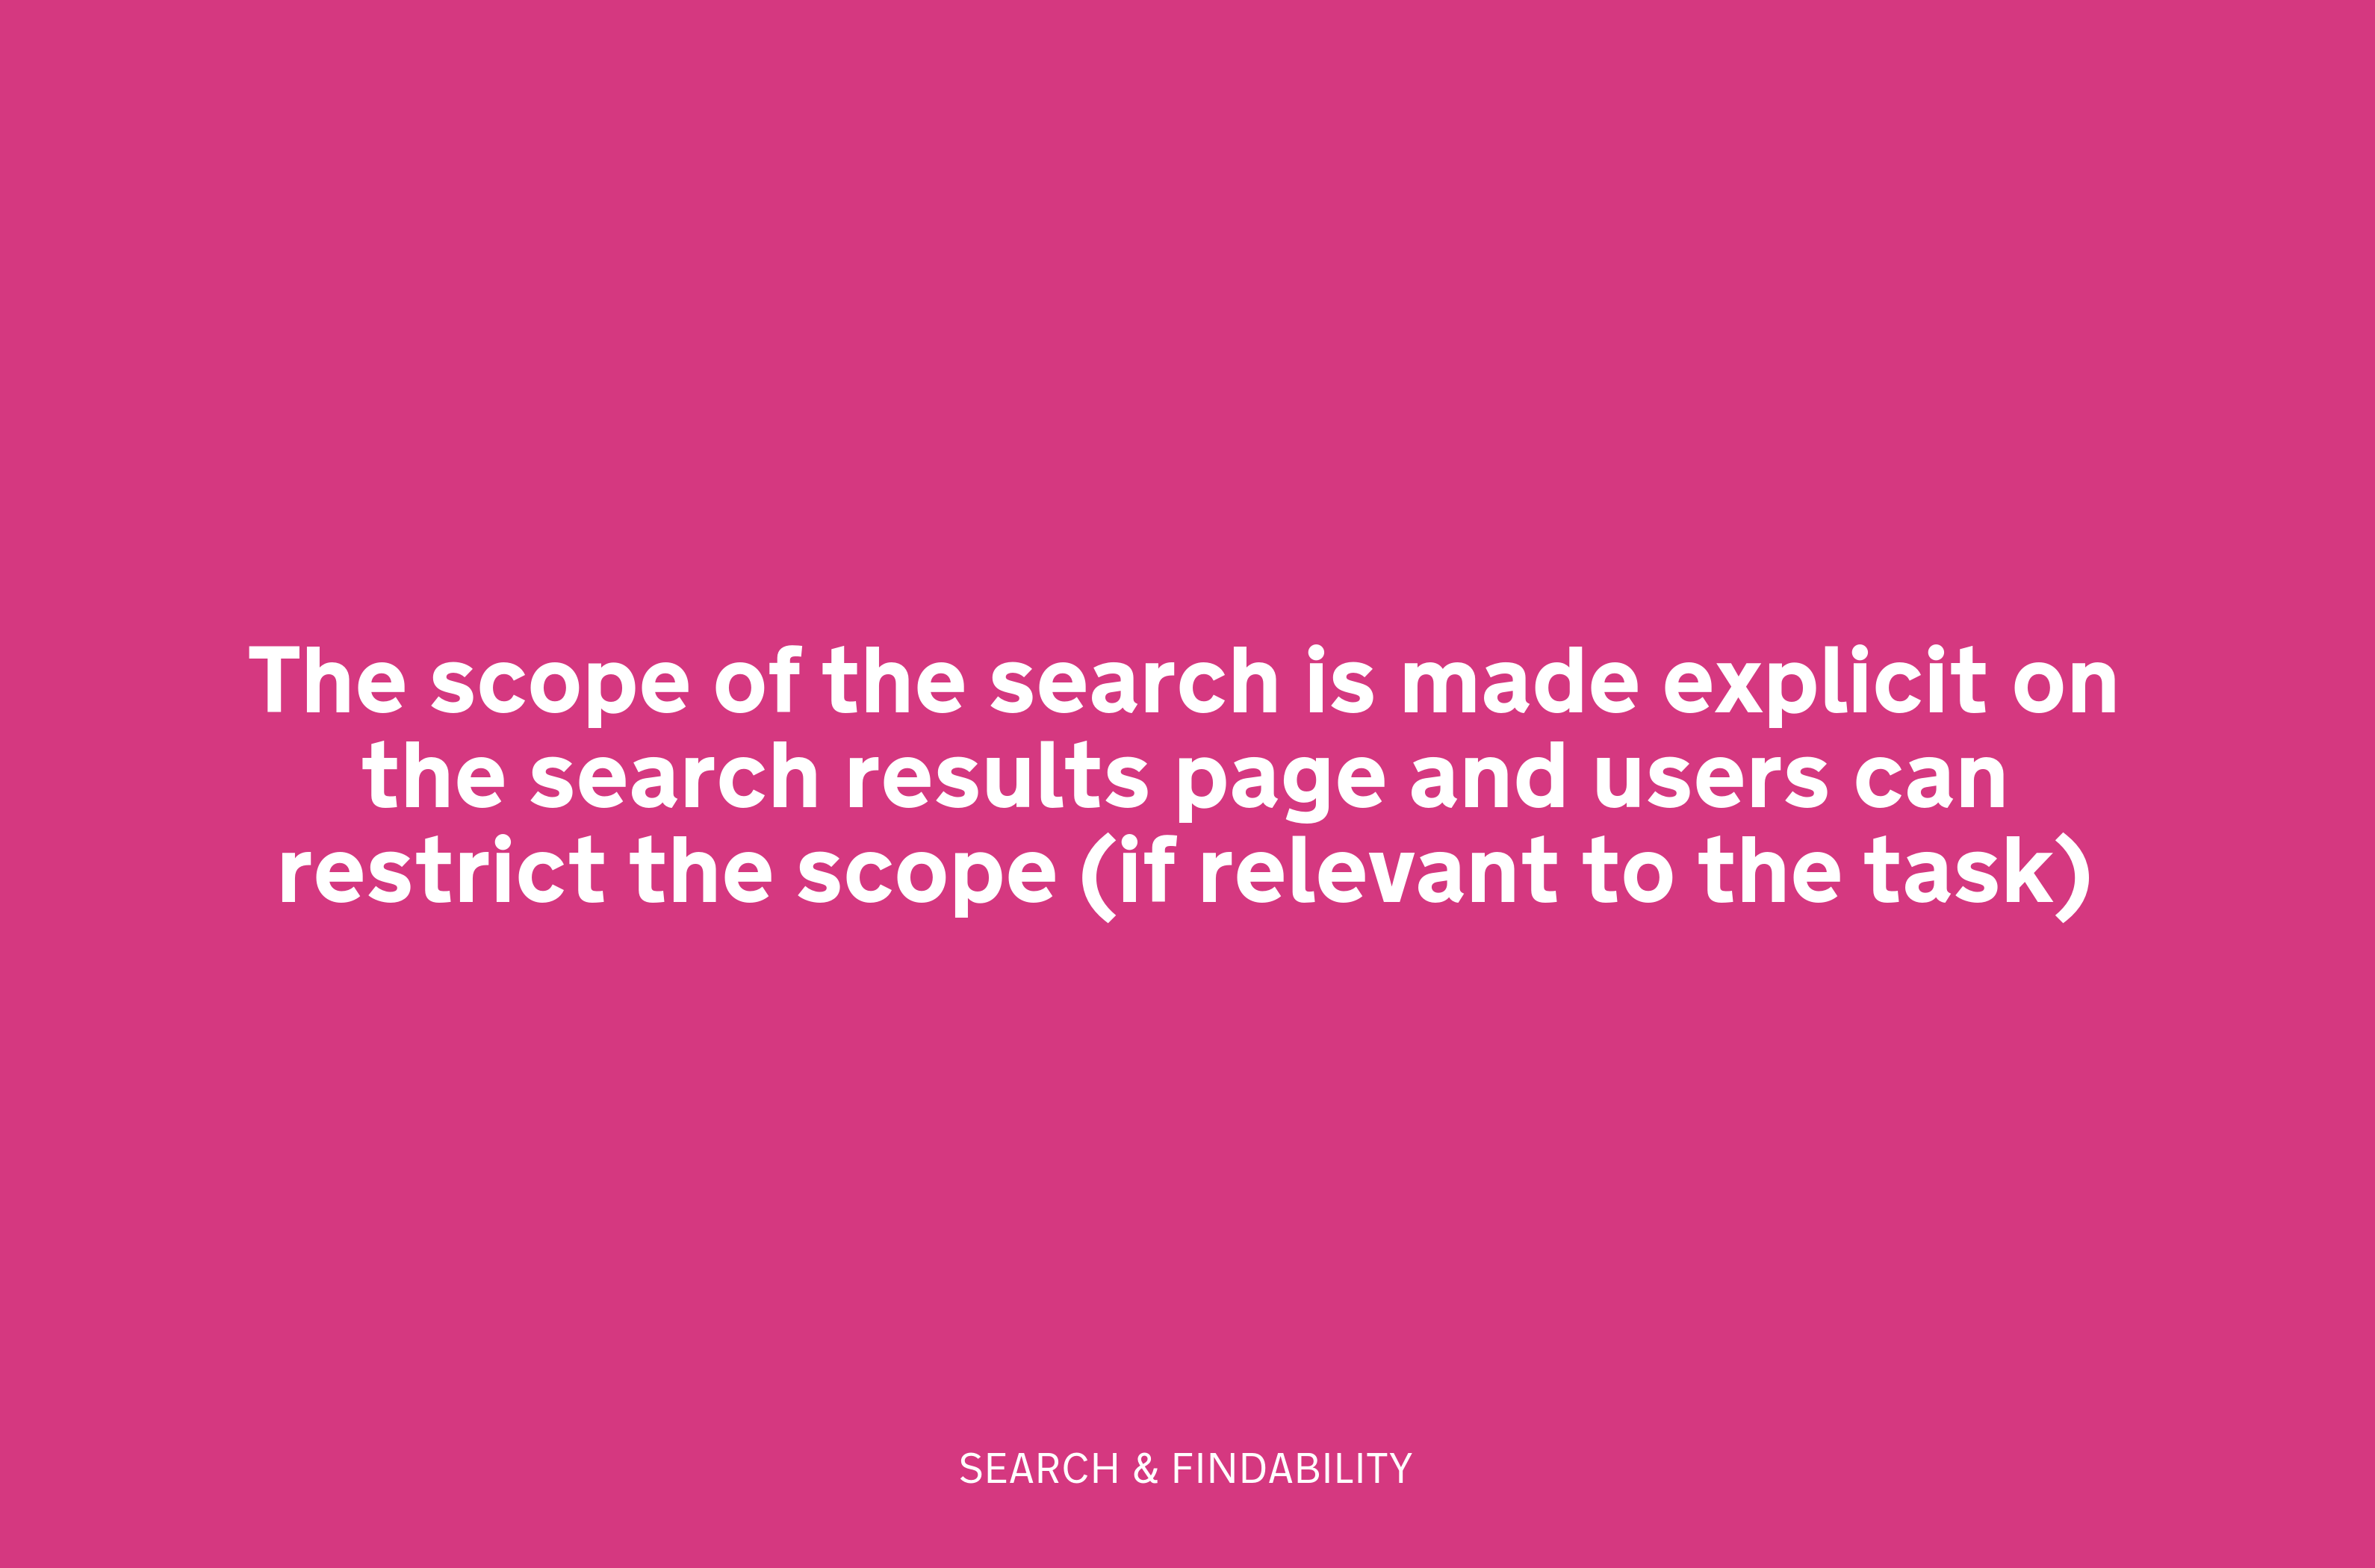 The scope of the search is made explicit on
the search results page and users can
restrict the scope (if relevant to the task)
SEARCH & FINDABILITY